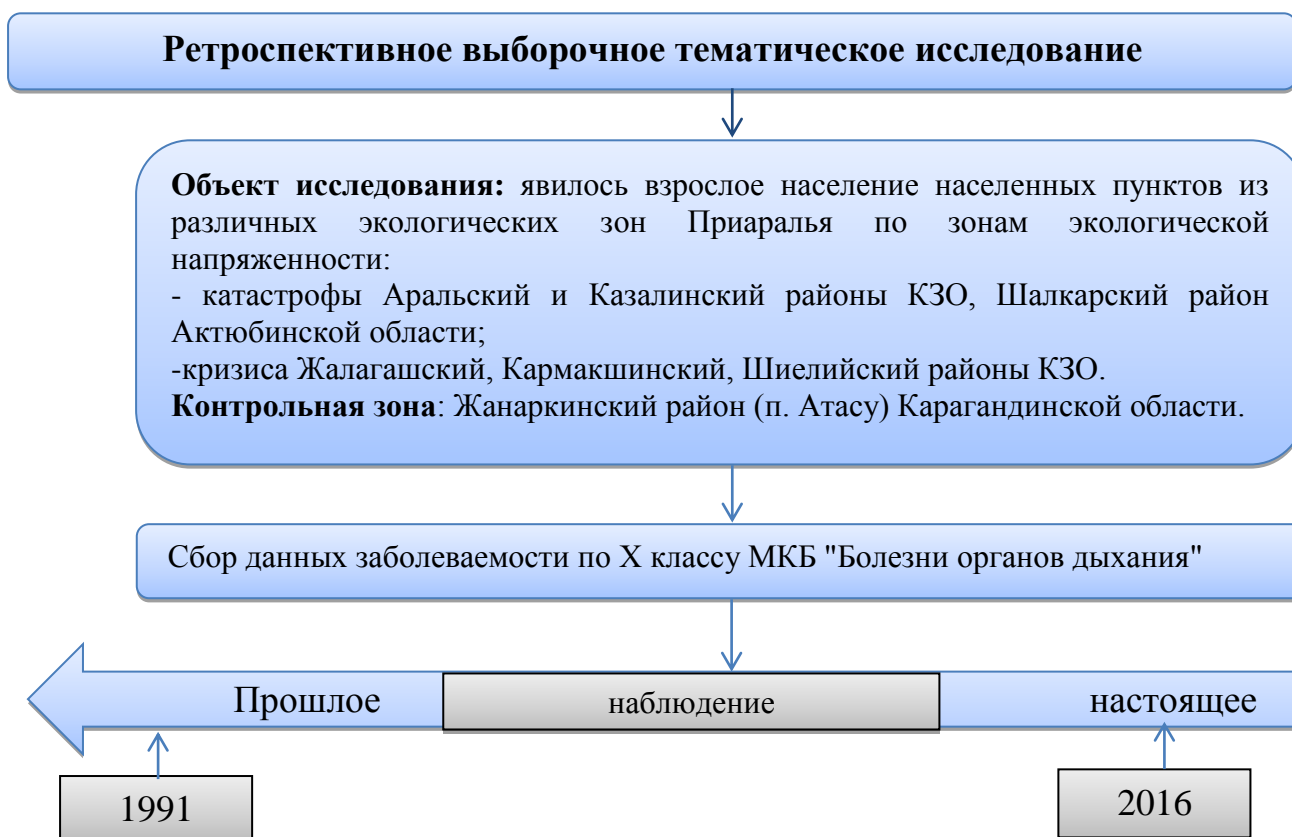 Ретроспективное выборочное тематическое исследование
Объект исследования: явилось взрослое население населенных пунктов из
различных экологических зон Приаралья по зонам экологической
напряженности:
- катастрофы Аральский и Казалинский районы КЗО, Шалкарский район
Актюбинской области;
-кризиса Жалагашский, Кармакшинский, Шиелийский районы КЗО.
Контрольная зона: Жанаркинский район (п. Атасу) Карагандинской области.
Сбор данных заболеваемости по X классу МКБ "Болезни органов дыхания"
Прошлое
наблюдение
настоящее
1991
2016